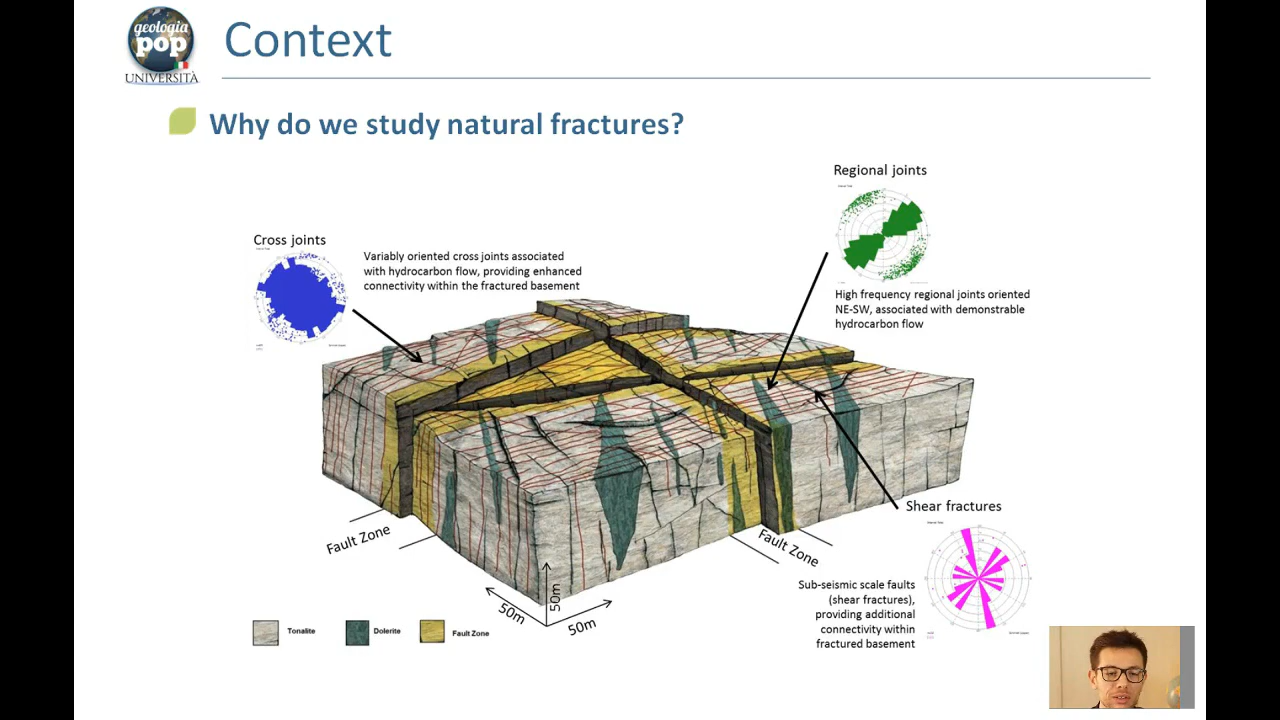 geologia
pop
UNIVERSITÀ
Context
Why do we study natural fractures?
Regional joints
Cross joints
Variably oriented cross joints associated
with hydrocarbon flow, providing enhanced
connectivity within the fractured basement
High frequency regional joints oriented
NE-SW, associated with demonstrable
hydrocarbon flow
Shear fractures
Fault Zone
Fault Zone
Sub-seismic scale faults
(shear fractures),
providing additional
connectivity within
fractured basement
50m
50m
50m
Tonalite
Dolerite
Fault Zone